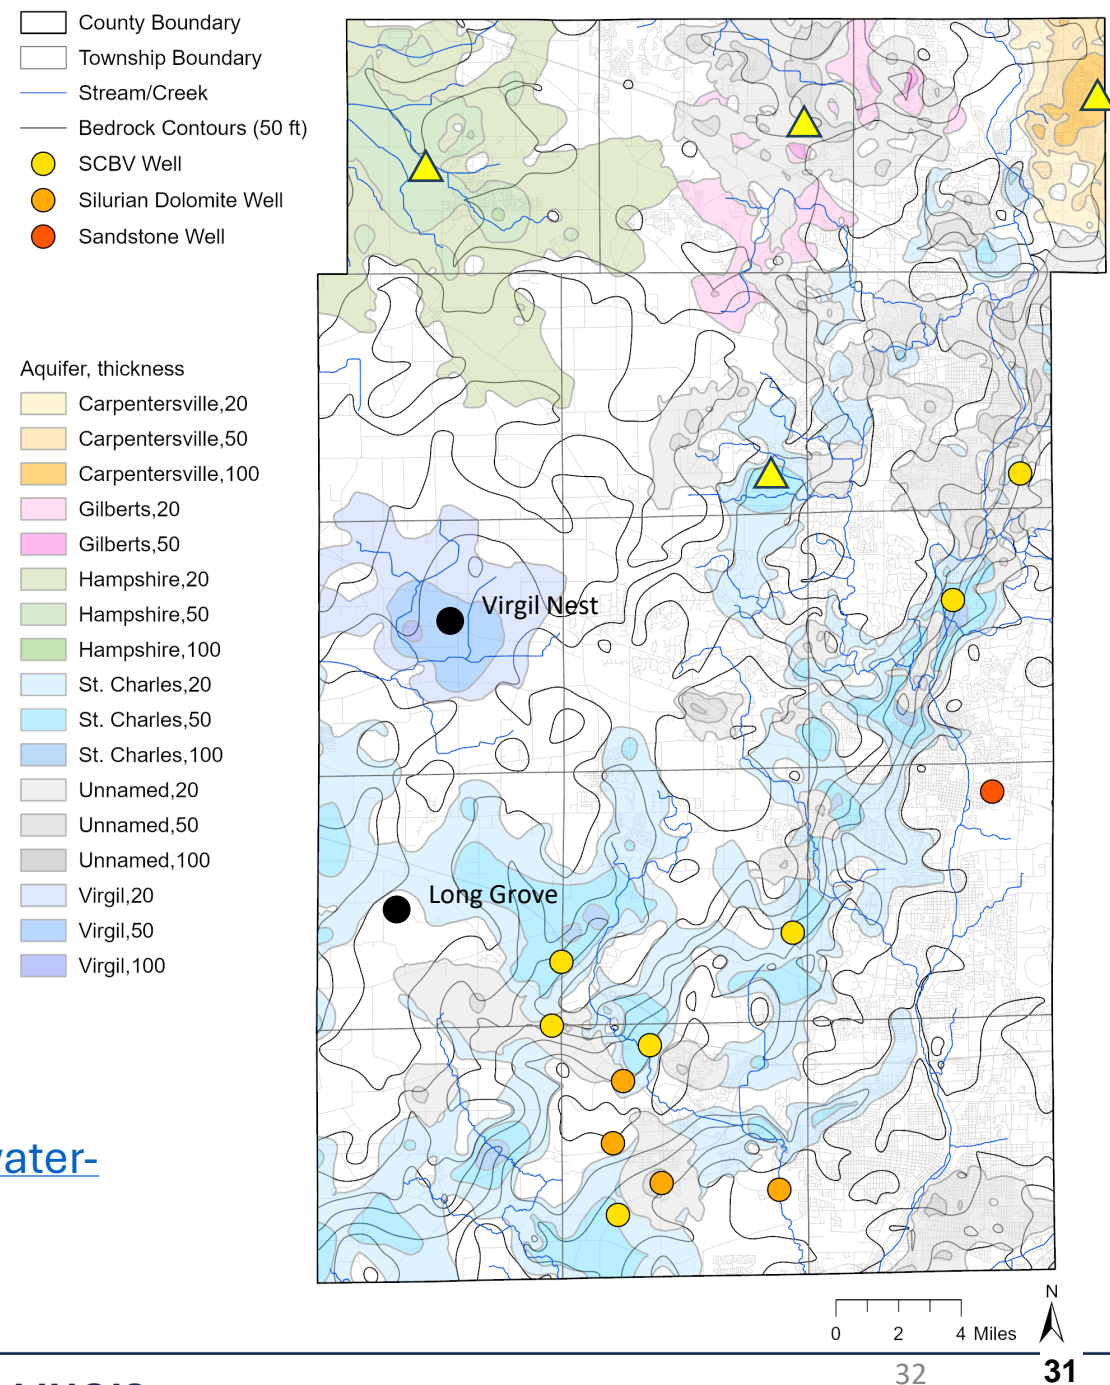 County Boundary
Township Boundary
Stream/Creek
Bedrock Contours (50 ft)
SCBV Well
Silurian Dolomite Well
Sandstone Well
Aquifer, thickness
Carpentersville,20
Carpentersville,50
Carpentersville,100
Gilberts,20
Gilberts,50
Hampshire,20
Hampshire,50
Hampshire,100
St. Charles,20
St. Charles,50
St. Charles,100
Unnamed,20
Unnamed,50
Unnamed,100
Virgil,20
Virgil,50
Virgil,100
Virgil Nest
Long Grove
vater-
N
0 2 4 Miles
32
31